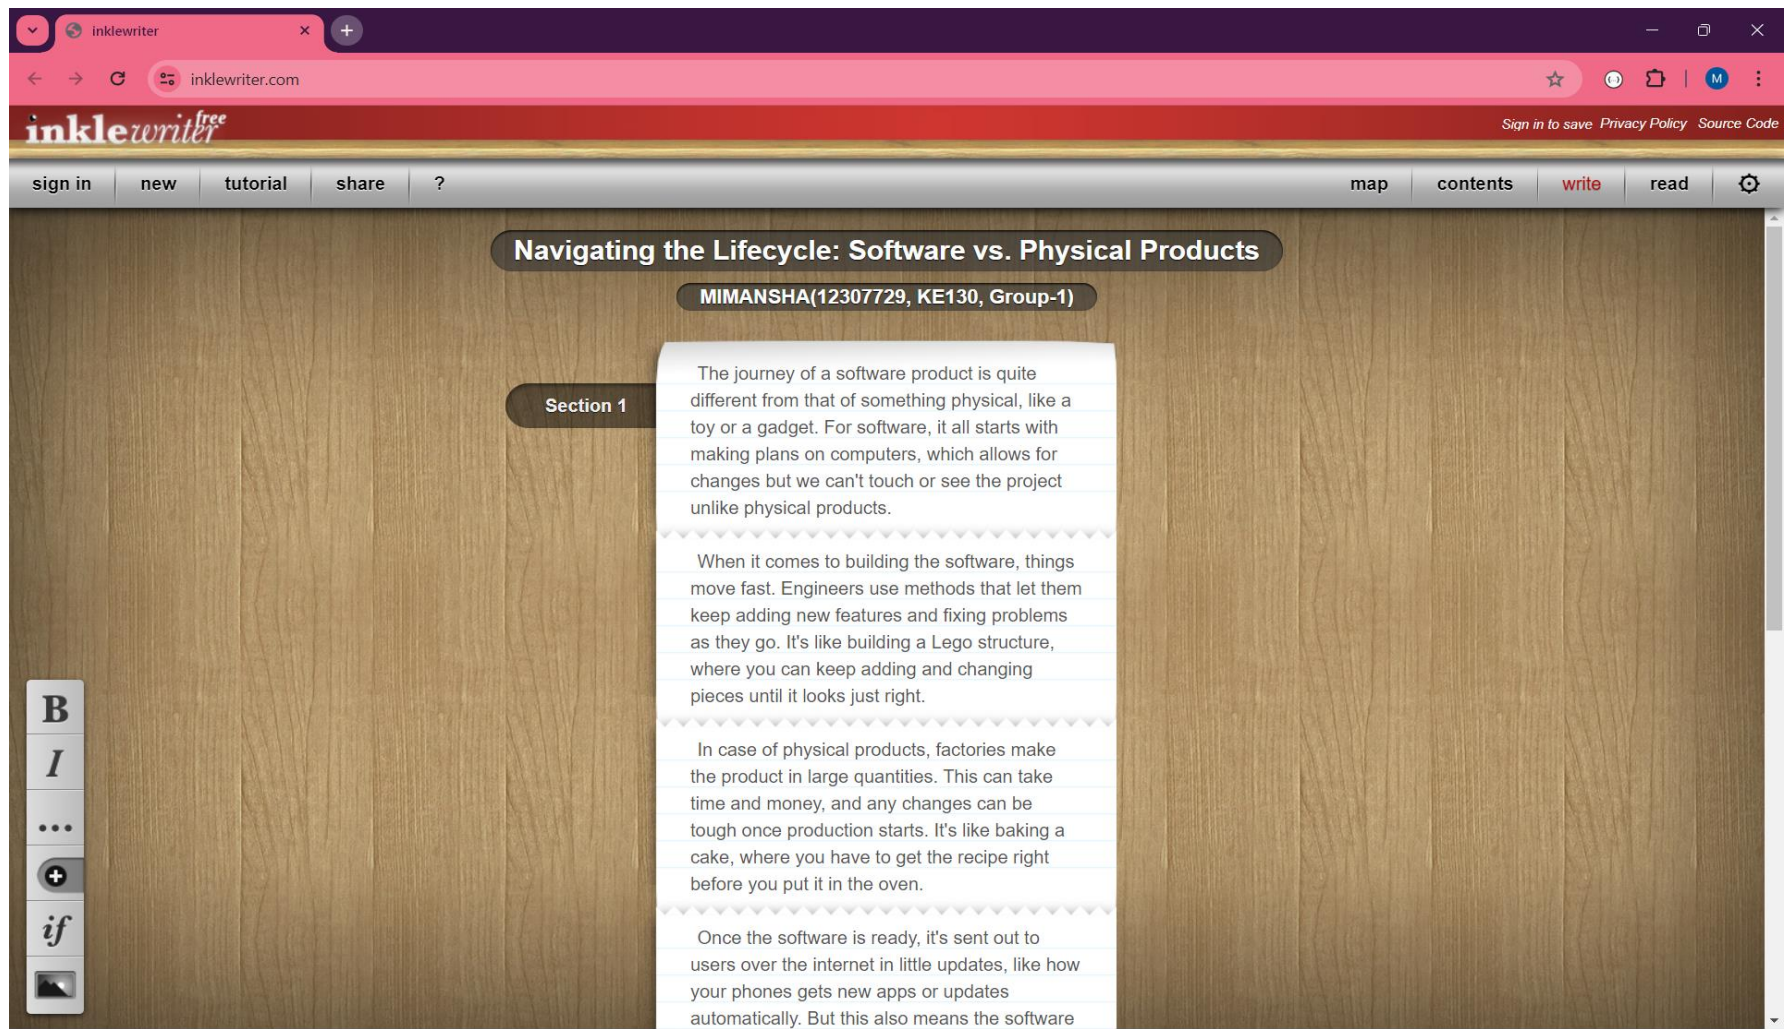 inklewriter
inklewriter.com
M
inklewriter free
Sign in to save Privacy Policy Source Code
sign in new tutorial share ? map contents write read
Navigating the Lifecycle: Software vs. Physical Products
MIMANSHA(12307729, KE130, Group-1)
Section 1
The journey of a software product is quite
different from that of something physical, like a
toy or a gadget. For software, it all starts with
making plans on computers, which allows for
changes but we can't touch or see the project
unlike physical products.
When it comes to building the software, things
move fast. Engineers use methods that let them
keep adding new features and fixing problems
as they go. It's like building a Lego structure,
where you can keep adding and changing
pieces until it looks just right.
In case of physical products, factories make
the product in large quantities. This can take
time and money, and any changes can be
tough once production starts. It's like baking a
cake, where you have to get the recipe right
before you put it in the oven.
Once the software is ready, it's sent out to
users over the internet in little updates, like how
your phones gets new apps or updates
automatically. But this also means the software
B
I
...
if